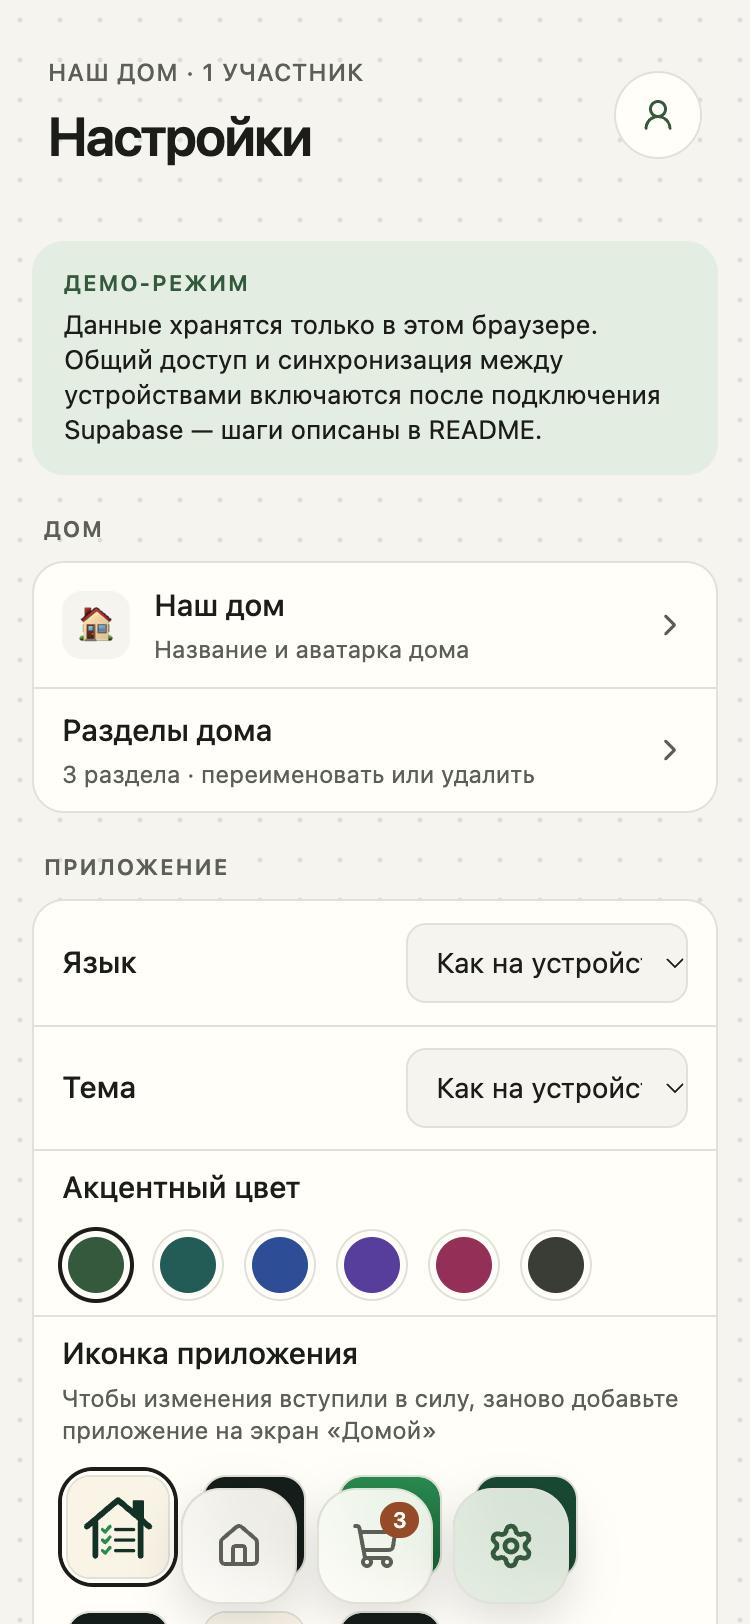 НАШ ДОМ · 1 УЧАСТНИК
Настройки
ДЕМО-РЕЖИМ
Данные хранятся только в этом браузере.
Общий доступ и синхронизация между
устройствами включаются после подключения
Supabase — шаги описаны в README.
ДОМ
Наш дом
Название и аватарка дома
Разделы дома
3 раздела · переименовать или удалить
ПРИЛОЖЕНИЕ
Язык
Как на устройс
Тема
Как на устройс
Акцентный цвет
Иконка приложения
Чтобы изменения вступили в силу, заново добавьте
приложение на экран «Домой»
3